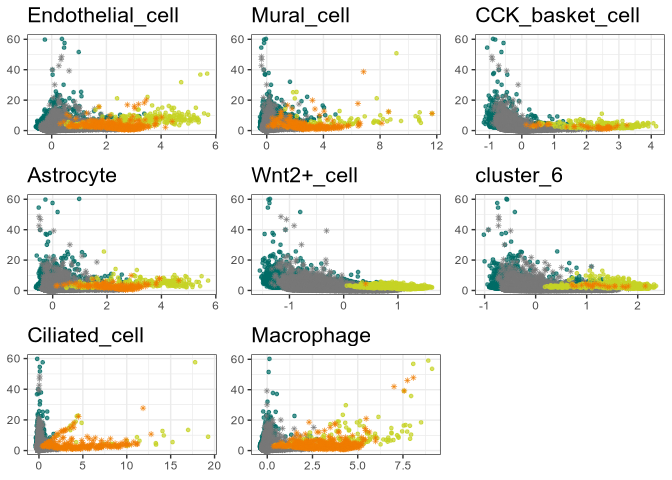 Endothelial_cell Mural_cell CCK_basket_cell
60
40
20
0
0 2 4 6
60
40
20
0
0 4 8 12
60
40
20
0
-1 0 1 2 3 4
Astrocyte Wnt2+_cell cluster_6
60
40
20
0
0 2 4 6
60
40
20
0
-1 0 1
60
40
20
0
-1 0 1 2
Ciliated_cell Macrophage
60
40
20
0
0 5 10 15 20
60
40
20
0
0.0 2.5 5.0 7.5